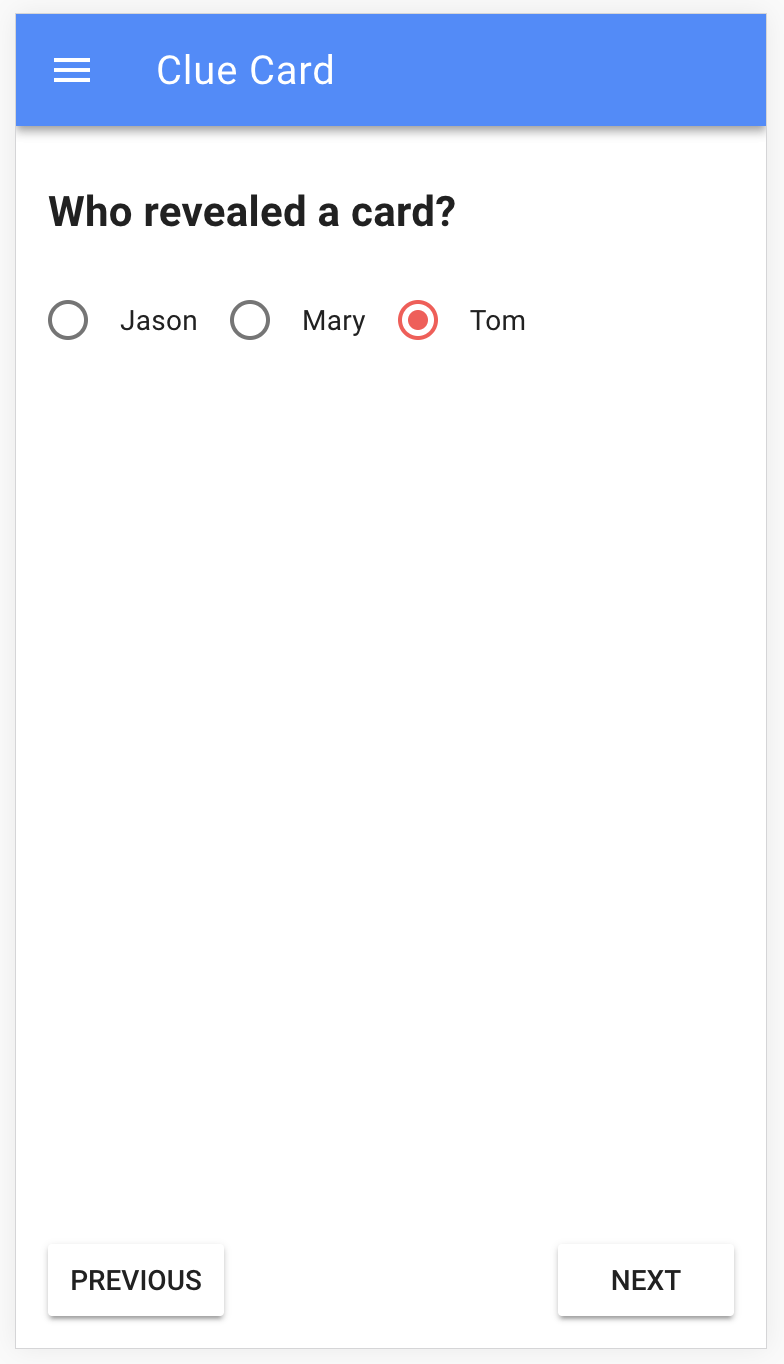 Clue Card
Who revealed a card?
Jason Mary Tom
PREVIOUS NEXT